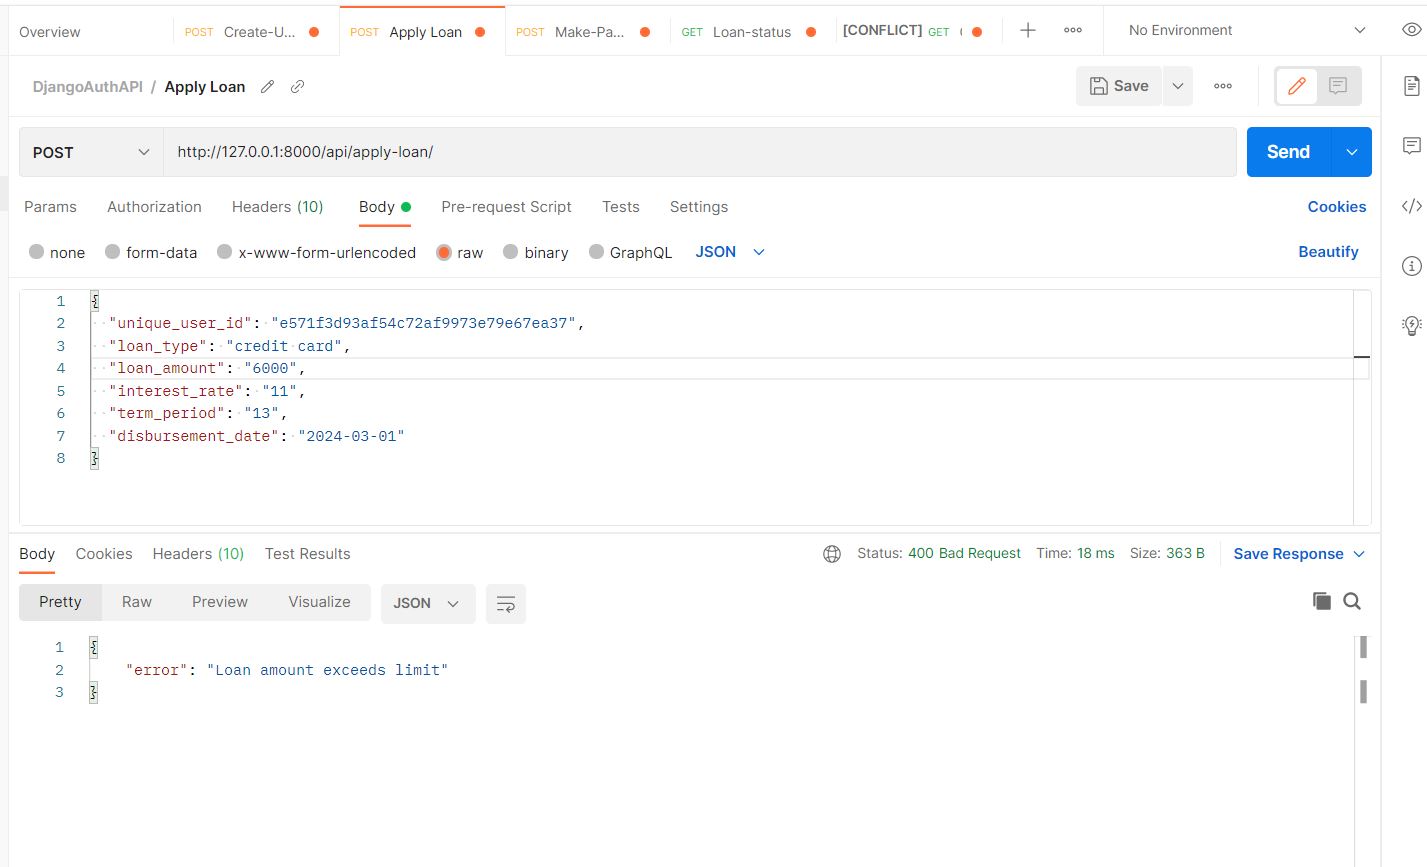 Overview POST Create-U... POST Apply Loan POST Make-Pa... GET Loan-status [CONFLICT] GET No Environment
DjangoAuthAPI / Apply Loan Save
POST http://127.0.0.1:8000/api/apply-loan/ Send
Params Authorization Headers (10) Body Pre-request Script Tests Settings Cookies
none form-data x-www-form-urlencoded raw binary GraphQL JSON Beautify
1 {
2 "unique_user_id": "e571f3d93af54c72af9973e79e67ea37",
3 "loan_type": "credit card",
4 "loan_amount": "6000",
5 "interest_rate": "11",
6 "term_period": "13",
7 "disbursement_date": "2024-03-01"
8 }
Body Cookies Headers (10) Test Results Status: 400 Bad Request Time: 18 ms Size: 363 B Save Response
Pretty Raw Preview Visualize JSON
1 {
2 "error": "Loan amount exceeds limit"
3 }